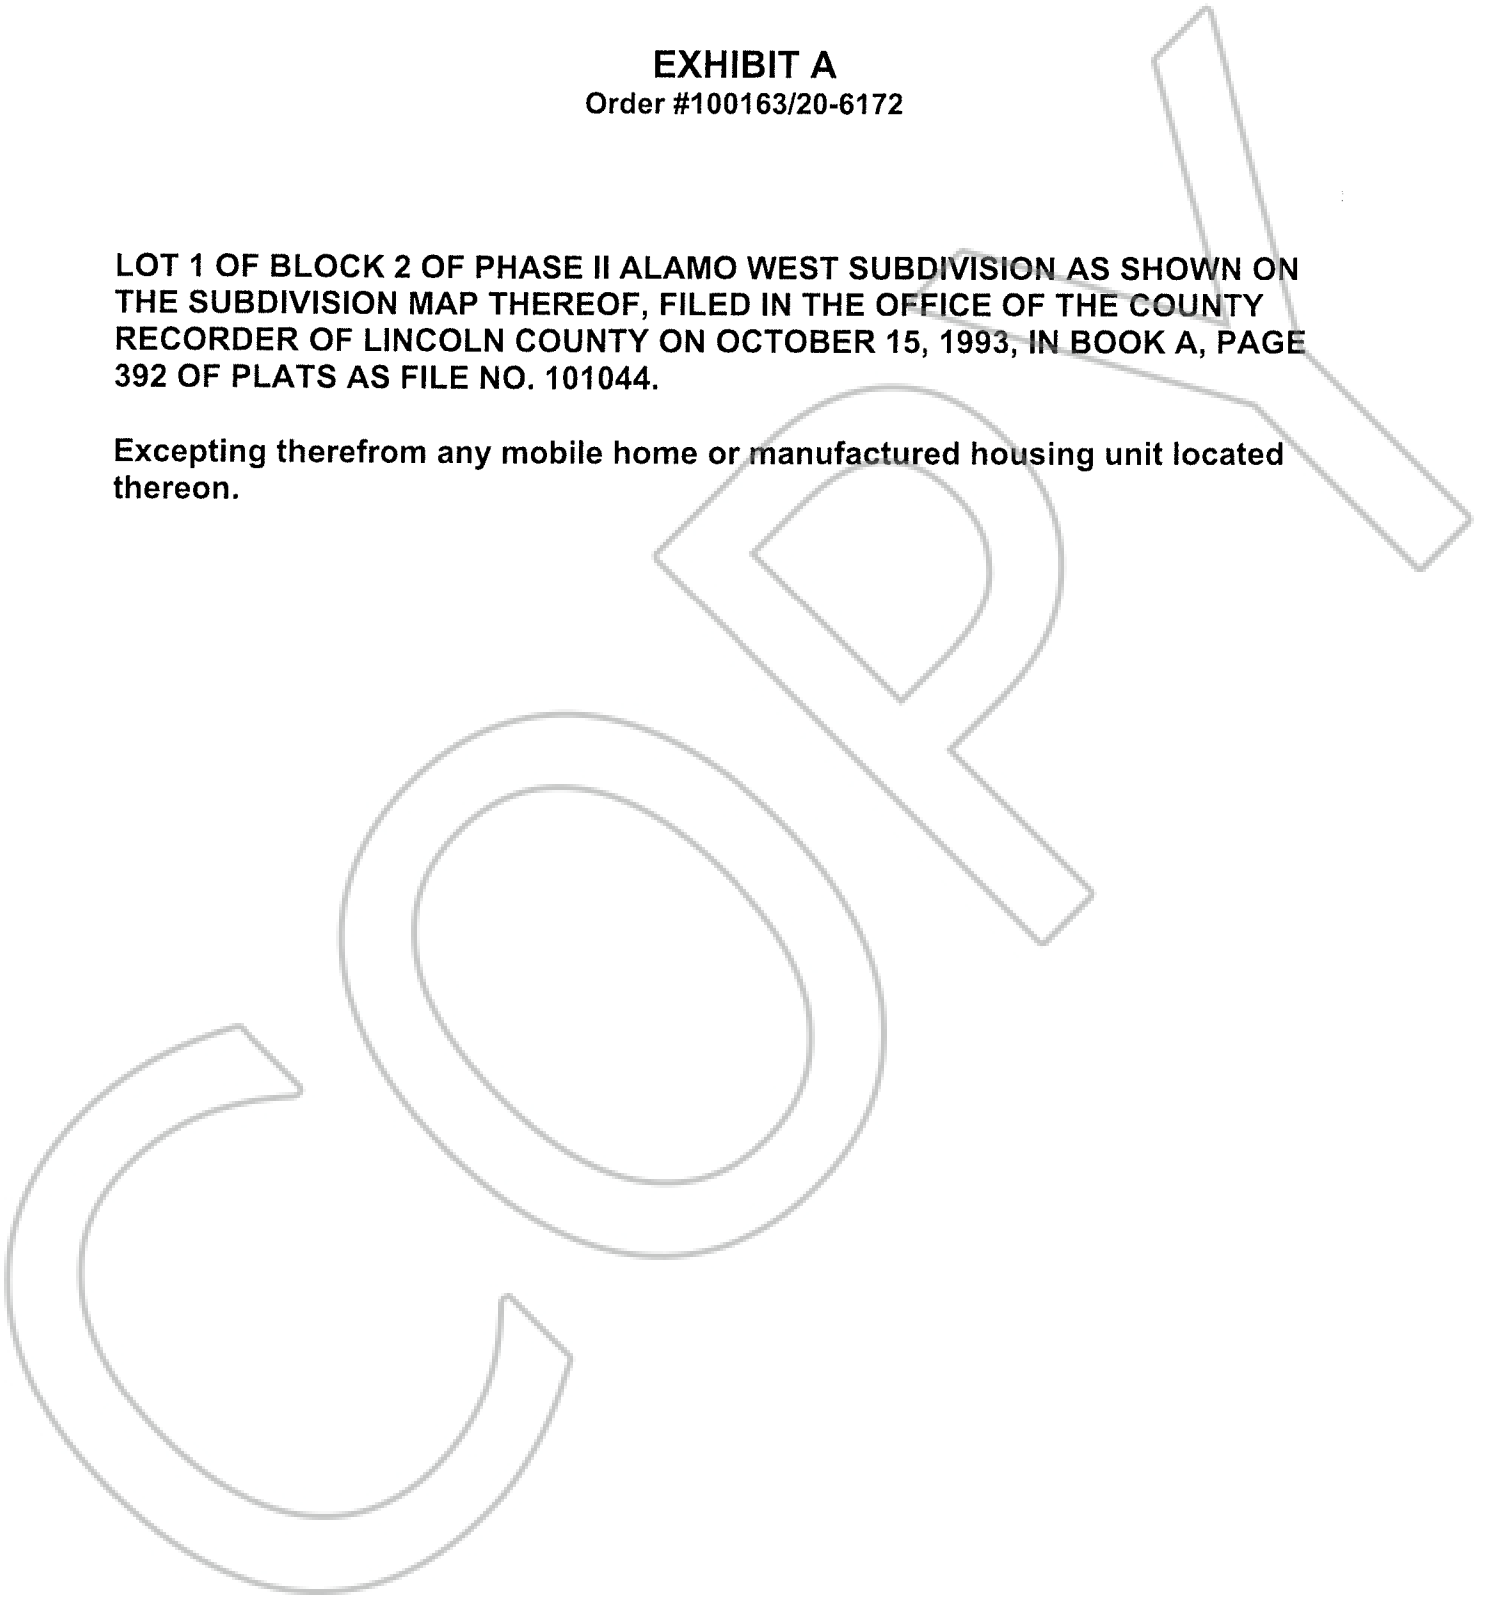 EXHIBIT A
Order #100163/20-6172
LOT 1 OF BLOCK 2 OF PHASE II ALAMO WEST SUBDIVISION AS SHOWN ON
THE SUBDIVISION MAP THEREOF, FILED IN THE OFFICE OF THE COUNTY
RECORDER OF LINCOLN COUNTY ON OCTOBER 15, 1993, IN BOOK A, PAGE
392 OF PLATS AS FILE NO. 101044.
Excepting therefrom any mobile home or manufactured housing unit located
thereon.
COPY